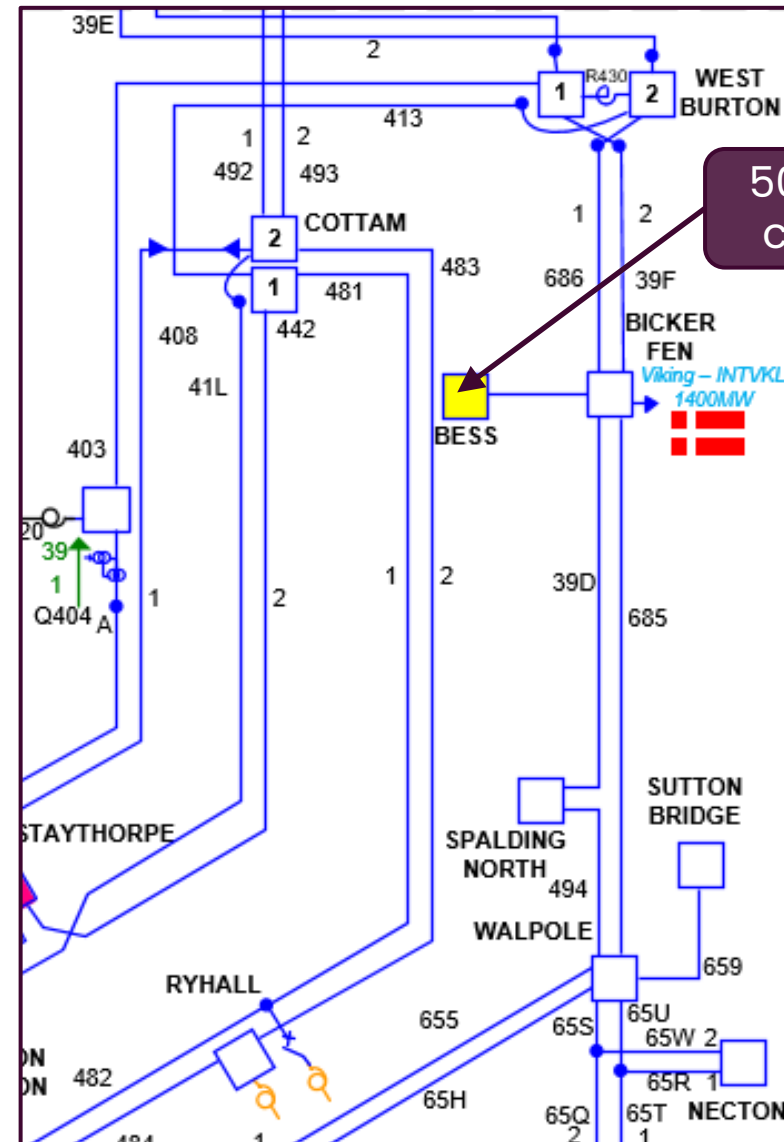 39E
2
R430
1
2
WEST
BURTON
413
1
2
492
493
COTTAM
2
1
483
481
1
2
686
39F
408
442
41L
BICKER
FEN
Viking – INTVKL
1400MW
BESS
403
20
39
1
Q404
A
1
2
1
2
39D
685
STAYTHORPE
SPALDING
NORTH
SUTTON
BRIDGE
494
WALPOLE
659
RYHALL
655
65S
65U
65W
2
65R
1
NECTON
482
65H
65Q
65T
2
1
484
1